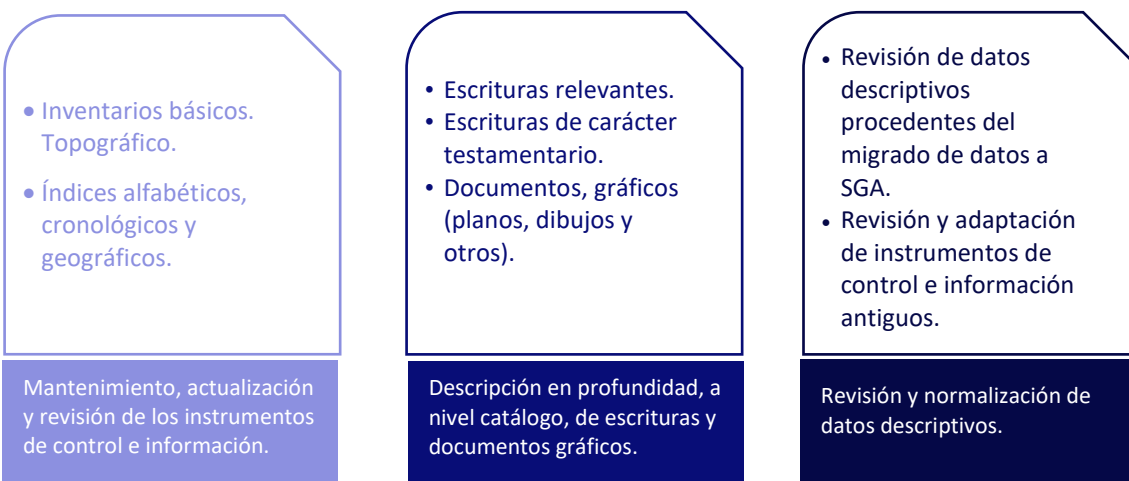 • Inventarios básicos.
Topográfico.
• Índices alfabéticos,
cronológicos y
geográficos.
Mantenimiento, actualización
y revisión de los instrumentos
de control e información.
• Escrituras relevantes.
• Escrituras de carácter
testamentario.
• Documentos, gráficos
(planos, dibujos y
otros).
Descripción en profundidad, a
nivel catálogo, de escrituras y
documentos gráficos.
• Revisión de datos
descriptivos
procedentes del
migrado de datos a
SGA.
• Revisión y adaptación
de instrumentos de
control e información
antiguos.
Revisión y normalización de
datos descriptivos.